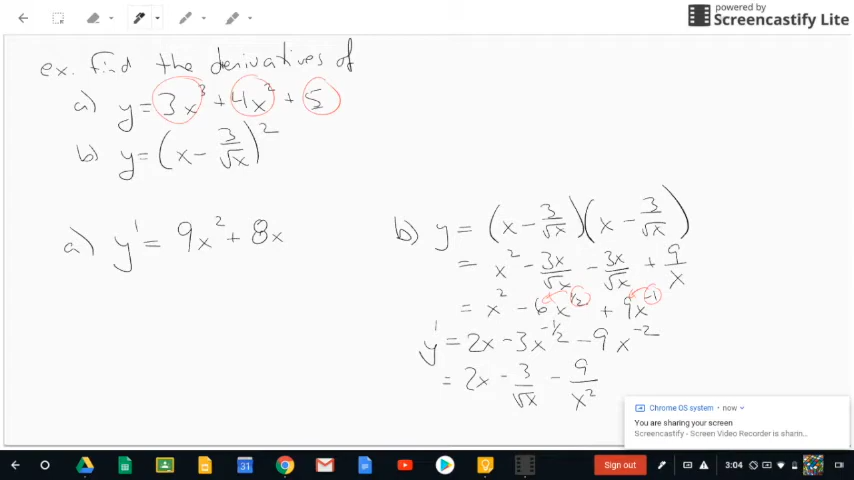 powered by
Screencastify Lite
ex. find the derivatives of
a) y = 3x³ + 4x² + 5
b) y = (x - 3/√x)²
a) y' = 9x² + 8x
b) y = (x - 3/√x)(x - 3/√x)
= x² - 3x/√x - 3x/√x + 9/x
= x² - 6x^1/2 + 9x^-1
y' = 2x - 3x^-1/2 - 9x^-2
= 2x - 3/√x - 9/x²
Chrome OS system • now
You are sharing your screen
Screencastify - Screen Video Recorder is sharin...
31
Sign out
3:04